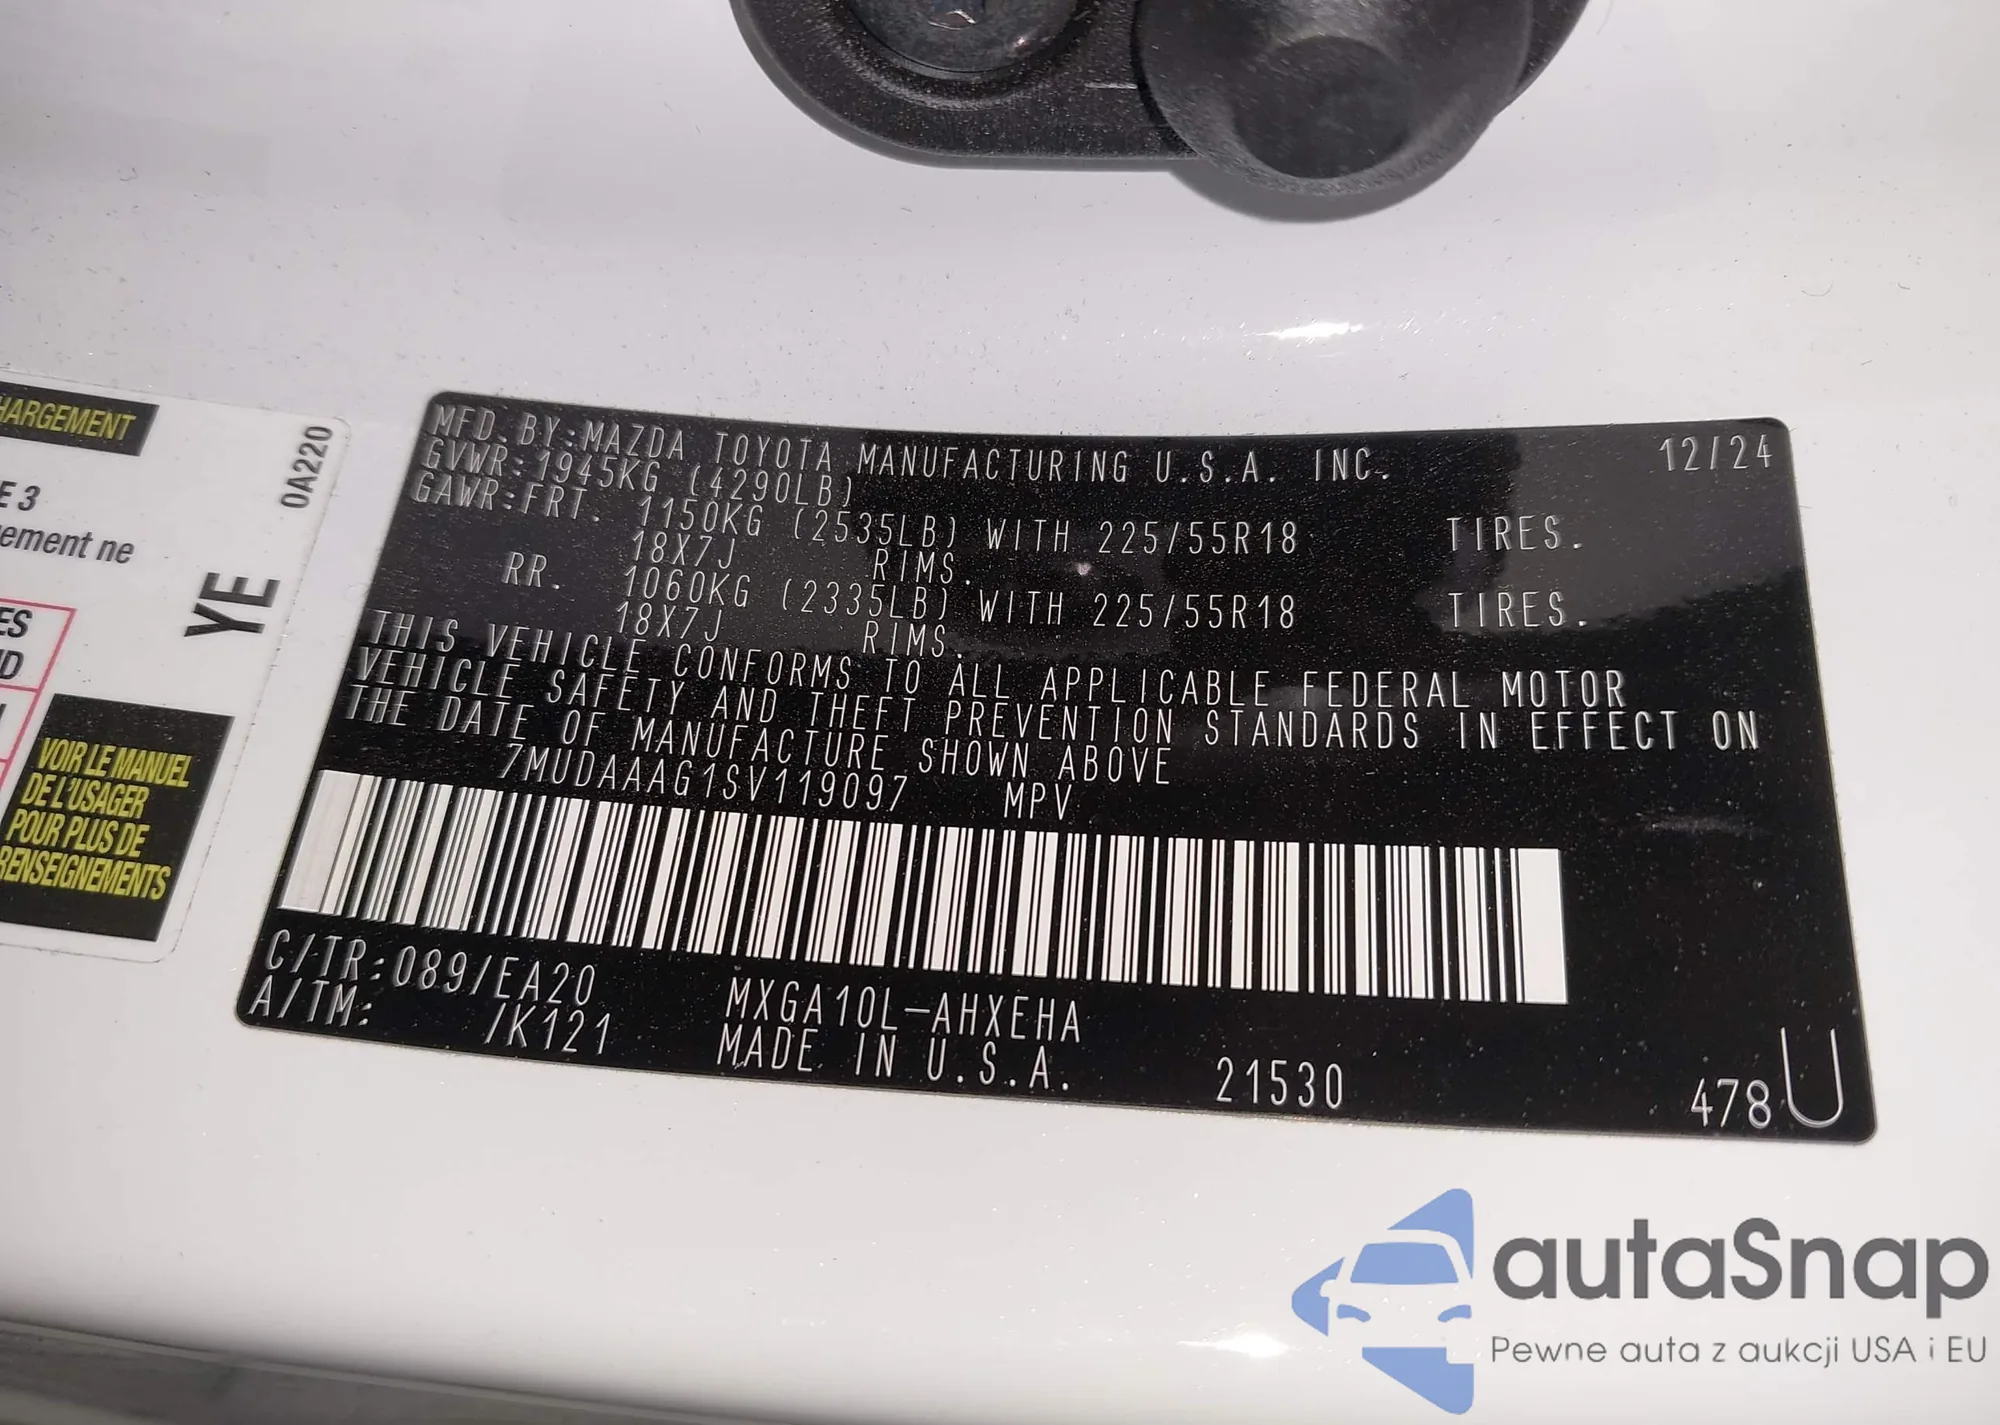 MFD. BY: MAZDA TOYOTA MANUFACTURING U.S.A. INC. 12/24
GVWR: 1945KG (4290LB)
GAWR: FRT. 1150KG (2535LB) WITH 225/55R18 TIRES.
18X7J RIMS.
RR. 1060KG (2335LB) WITH 225/55R18 TIRES.
18X7J RIMS.
THIS VEHICLE CONFORMS TO ALL APPLICABLE FEDERAL MOTOR
VEHICLE SAFETY AND THEFT PREVENTION STANDARDS IN EFFECT ON
THE DATE OF MANUFACTURE SHOWN ABOVE
7MUDAAAG1SV119097 MPV
C/TR: 089/EA20 MXGA10L-AHXEHA
A/TM: /K121 MADE IN U.S.A. 21530 478U
HARGEMENT
0A220
E 3
ement ne
YE
ES
ID
VOIR LE MANUEL
DE L'USAGER
POUR PLUS DE
RENSEIGNEMENTS
autaSnap
Pewne auta z aukcji USA i EU